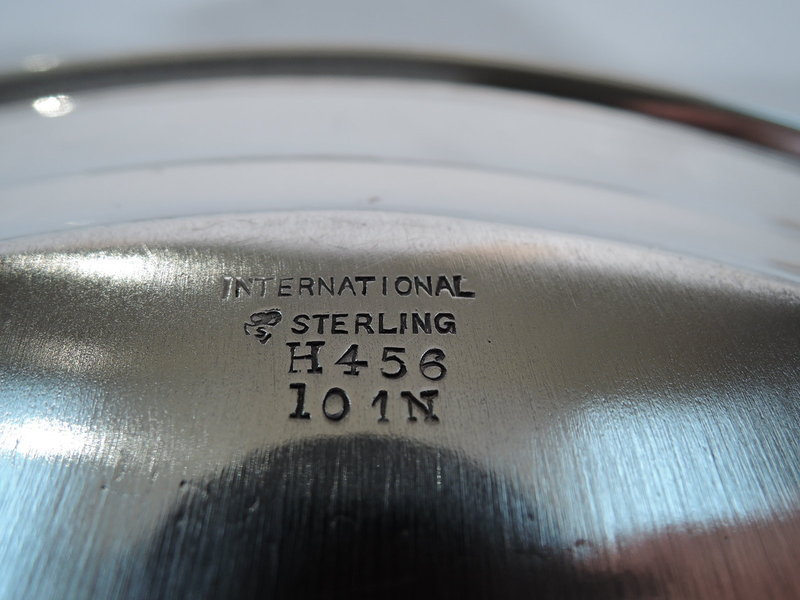 INTERNATIONAL
STERLING
H456
101N